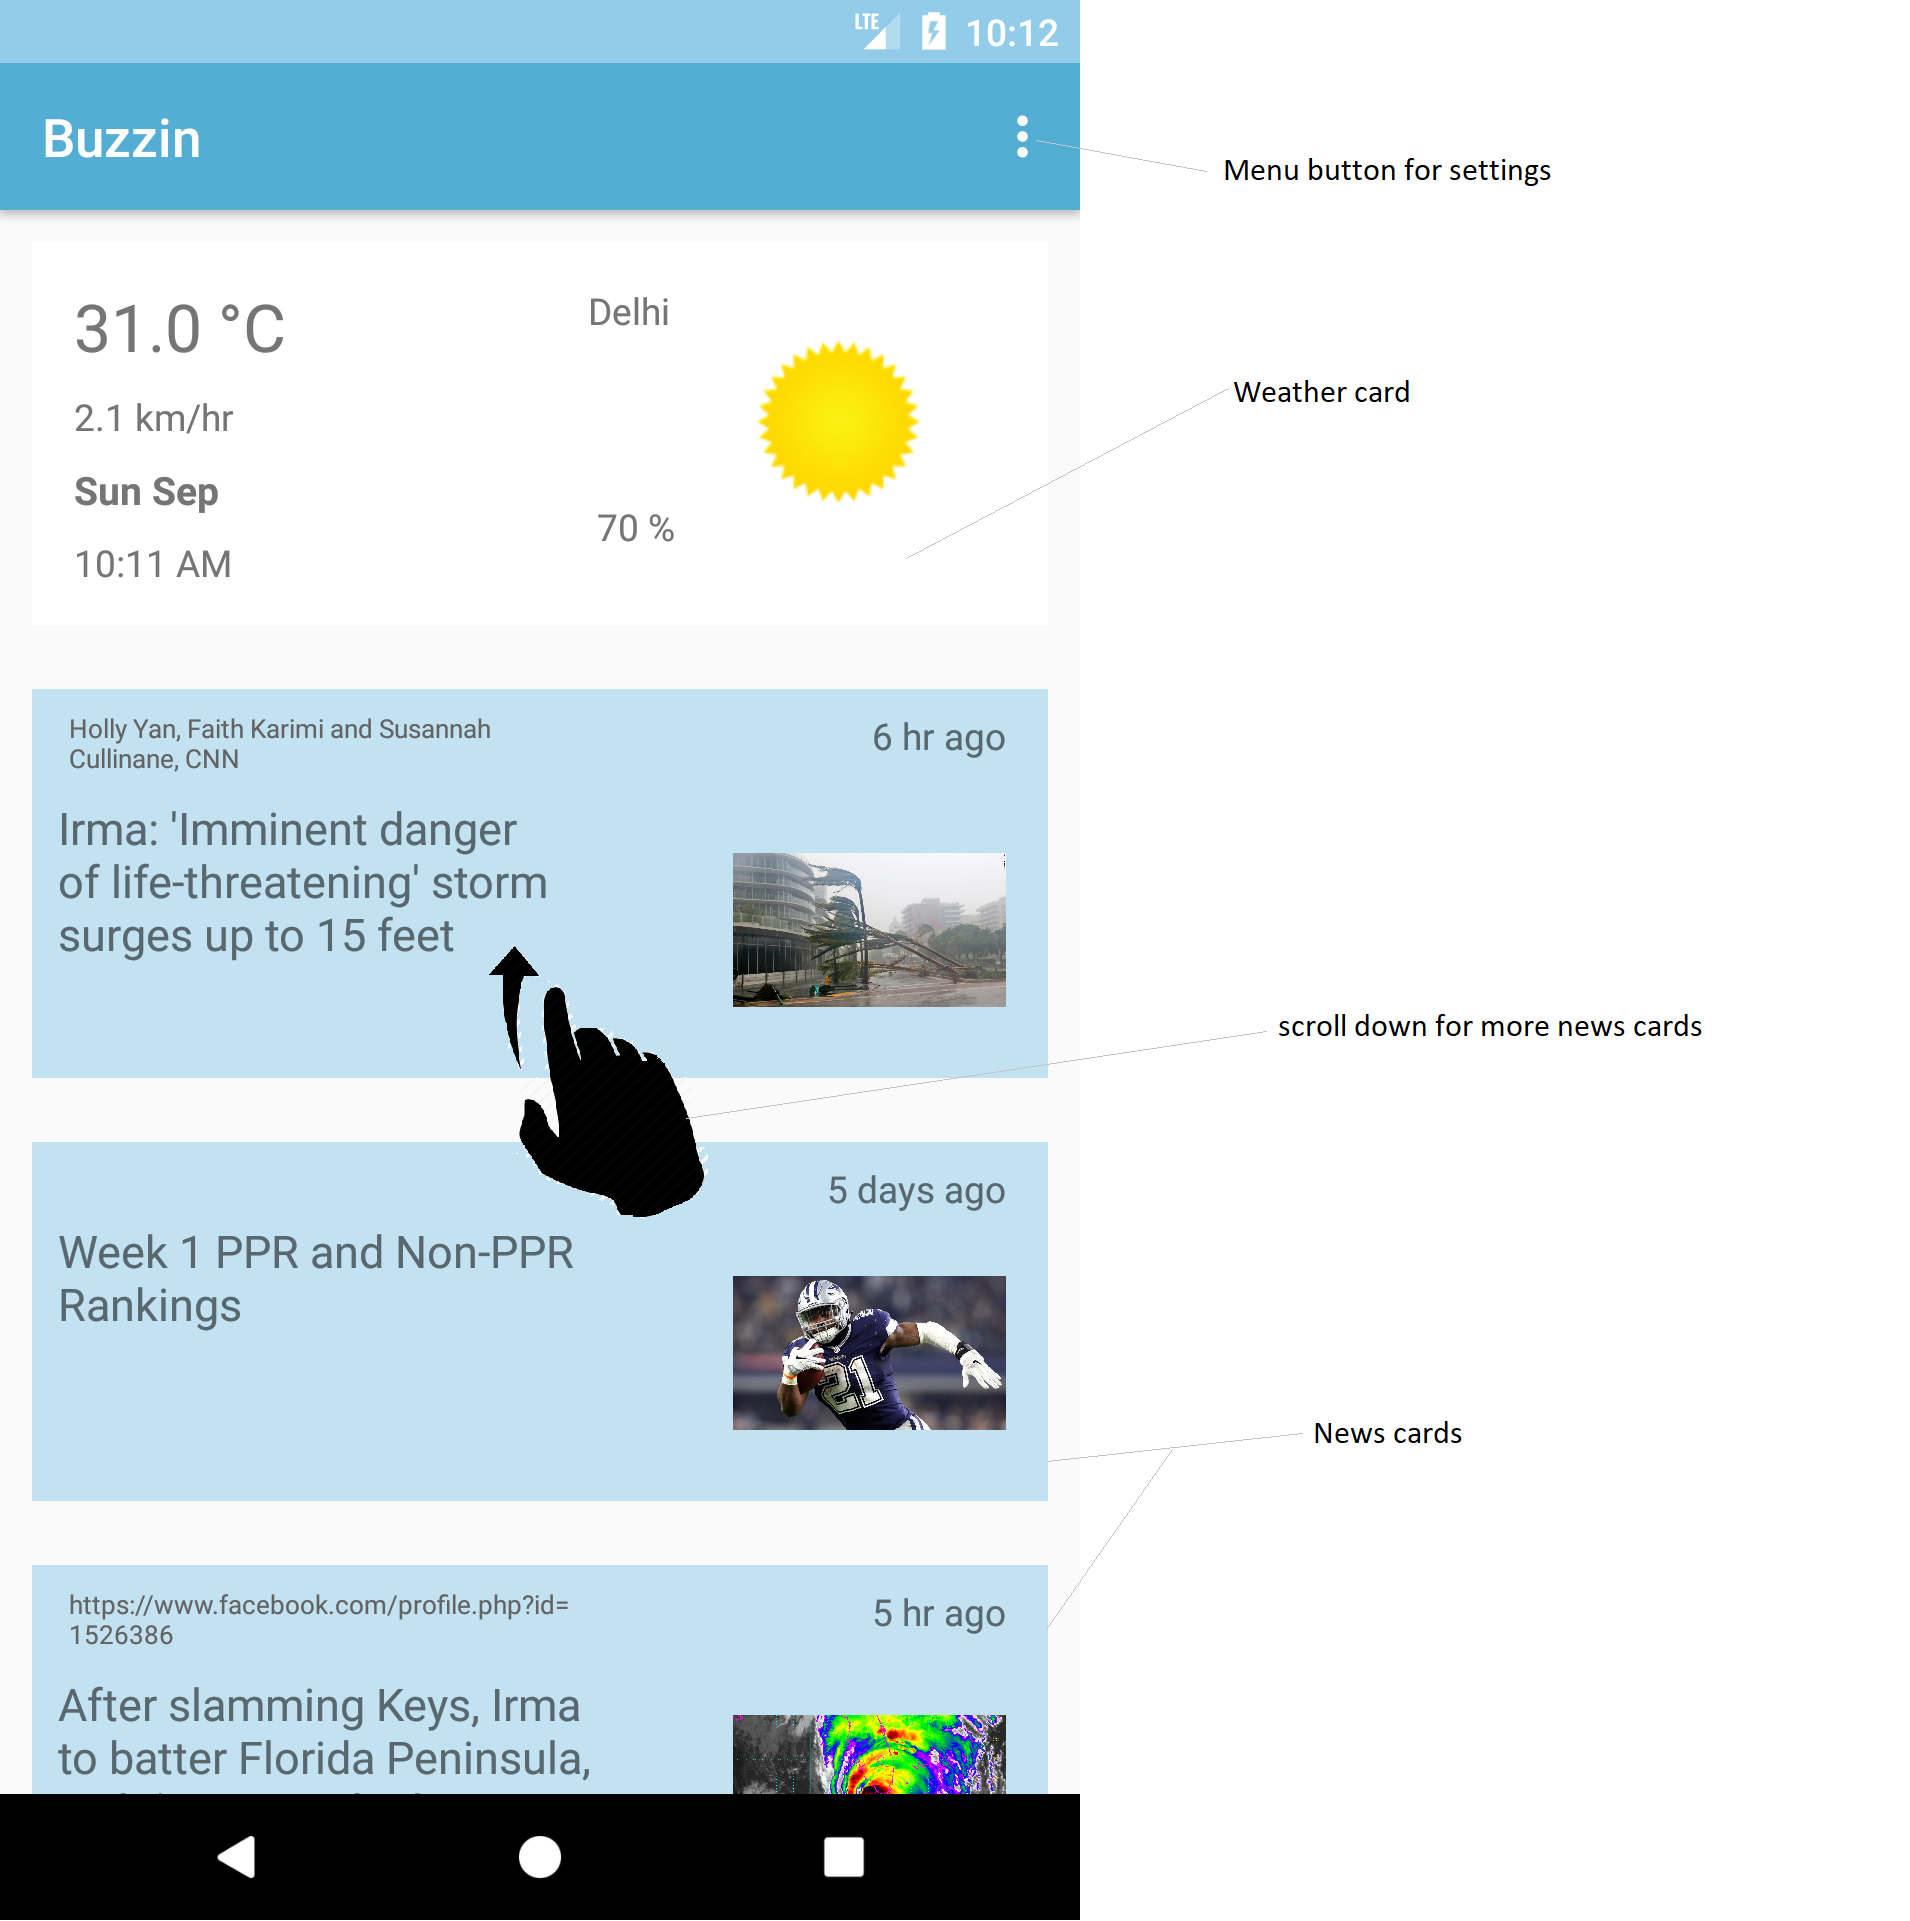 LTE 10:12
Buzzin
Menu button for settings
31.0 °C
Delhi
2.1 km/hr
Weather card
Sun Sep
70 %
10:11 AM
Holly Yan, Faith Karimi and Susannah
Cullinane, CNN
6 hr ago
Irma: 'Imminent danger
of life-threatening' storm
surges up to 15 feet
scroll down for more news cards
5 days ago
Week 1 PPR and Non-PPR
Rankings
21
News cards
https://www.facebook.com/profile.php?id=
1526386
5 hr ago
After slamming Keys, Irma
to batter Florida Peninsula,